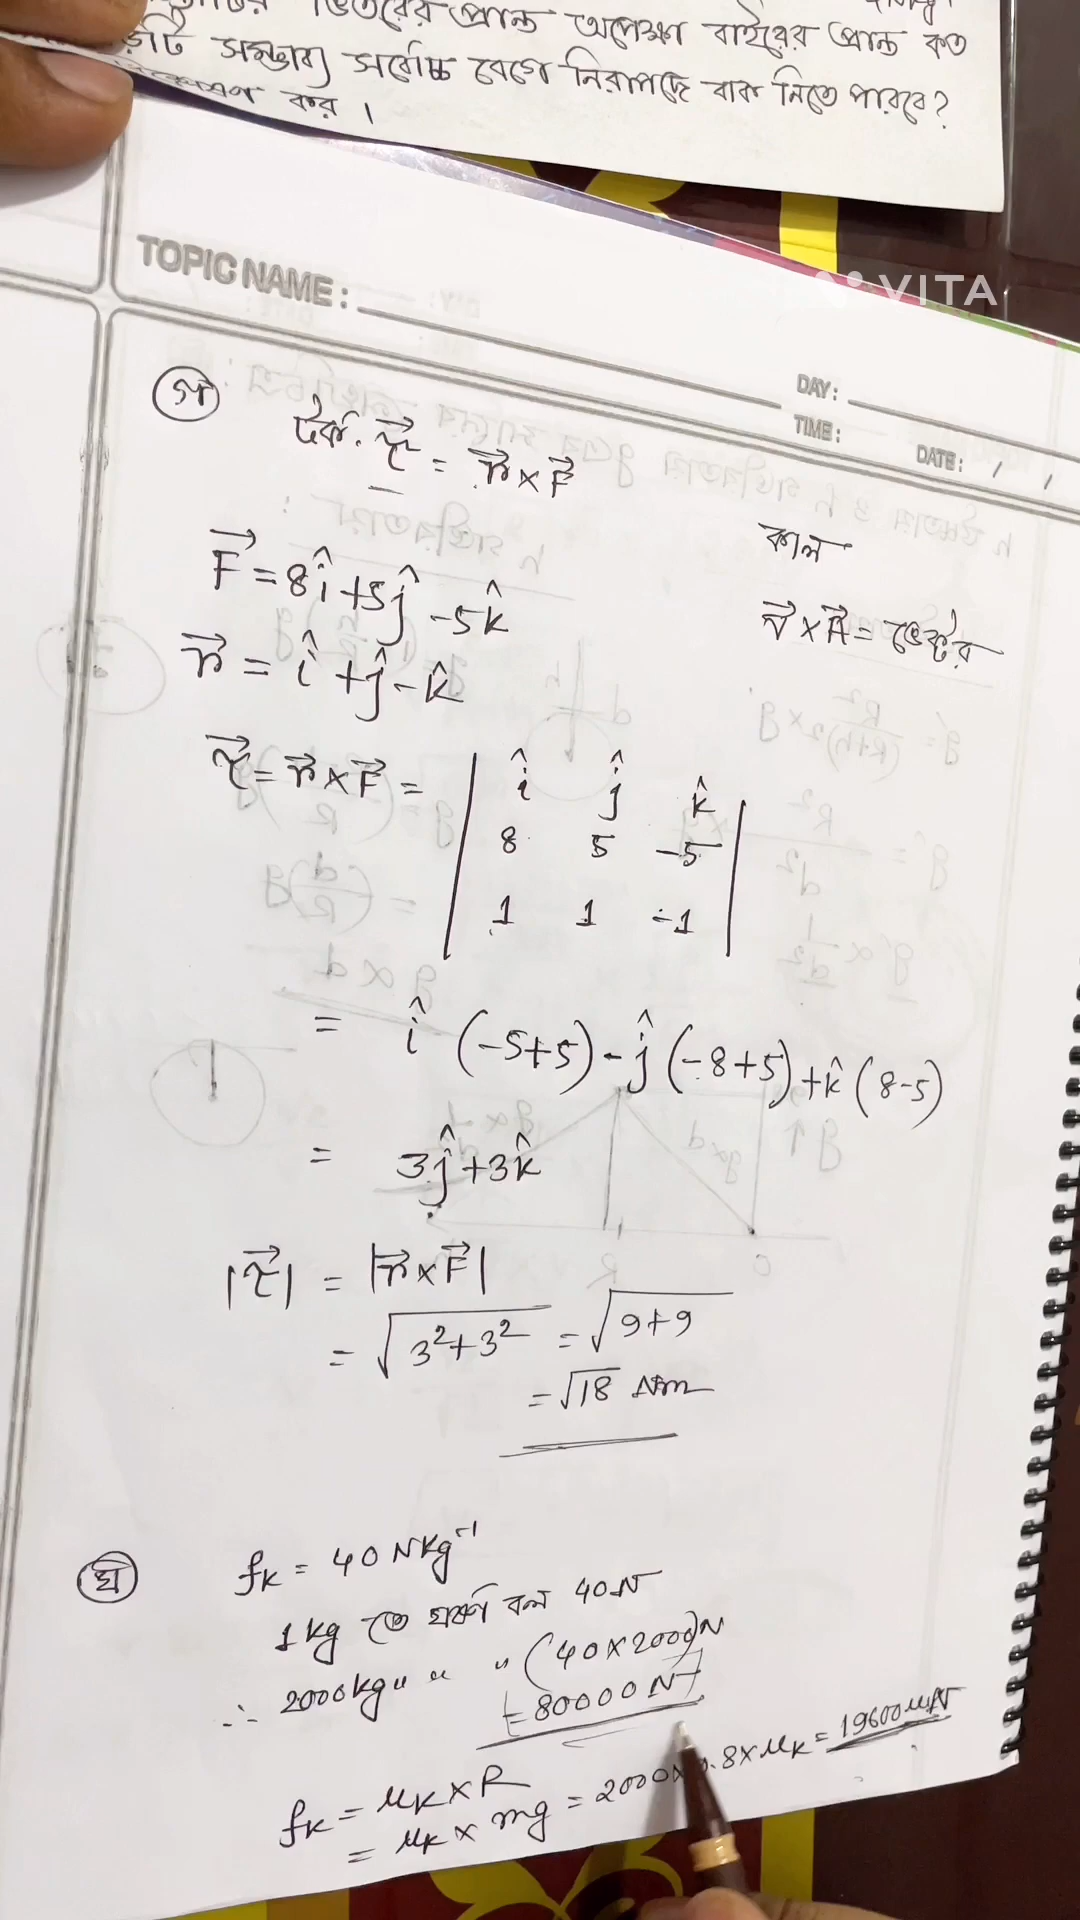 ভিতরের প্রান্ত অপেক্ষা বাইরের প্রান্ত কত
সম্ভাব্য সর্বোচ্চ বেগে নিরাপদে বাক নিতে পারবে?
কর ।
VITA
TOPIC NAME :
DAY :
TIME :
DATE : / /
গ
টর্ক. τ⃗ = r⃗ × F⃗
কাল
F⃗ = 8î + 5ĵ - 5k̂
∇⃗ × A⃗ = ভেক্টর
r⃗ = î + ĵ - k̂
τ⃗ = r⃗ × F⃗ = | î ĵ k̂ |
8 5 -5
1 1 -1
= î (-5+5) - ĵ (-8+5) + k̂ (8-5)
= 3ĵ + 3k̂
|τ⃗| = |r⃗ × F⃗|
= √3² + 3² = √9+9
= √18 Nm
ঘ
fK = 40 NKg⁻¹
1 kg তে ঘর্ষণ বল 40N
∴ 2000kg " " " (40×2000)N
= 80000 N
fK = μK × R
= μK × mg = 2000× .8×μK = 19600μKN